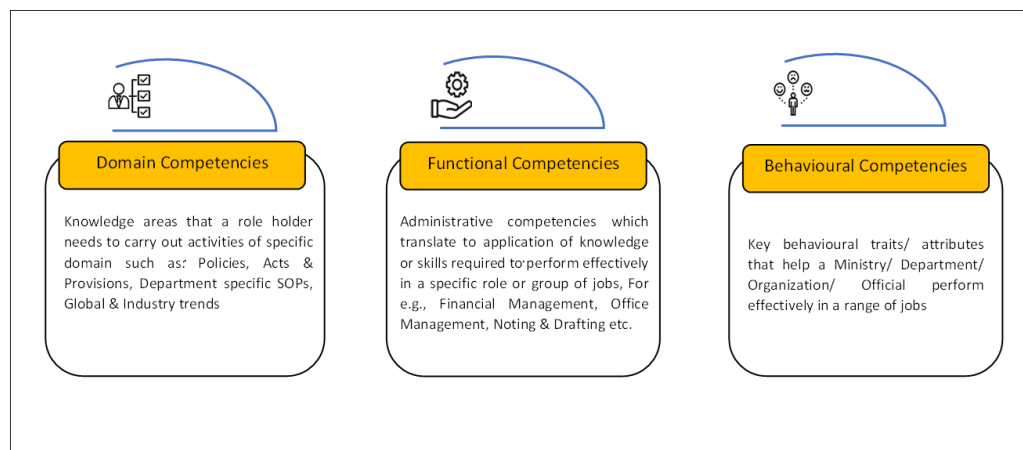 Domain Competencies
Knowledge areas that a role holder
needs to carry out activities of specific
domain such as: Policies, Acts &
Provisions, Department specific SOPs,
Global & Industry trends
Functional Competencies
Administrative competencies which
translate to application of knowledge
or skills required to perform effectively
in a specific role or group of jobs, For
e.g., Financial Management, Office
Management, Noting & Drafting etc.
Behavioural Competencies
Key behavioural traits/ attributes
that help a Ministry/ Department/
Organization/ Official perform
effectively in a range of jobs